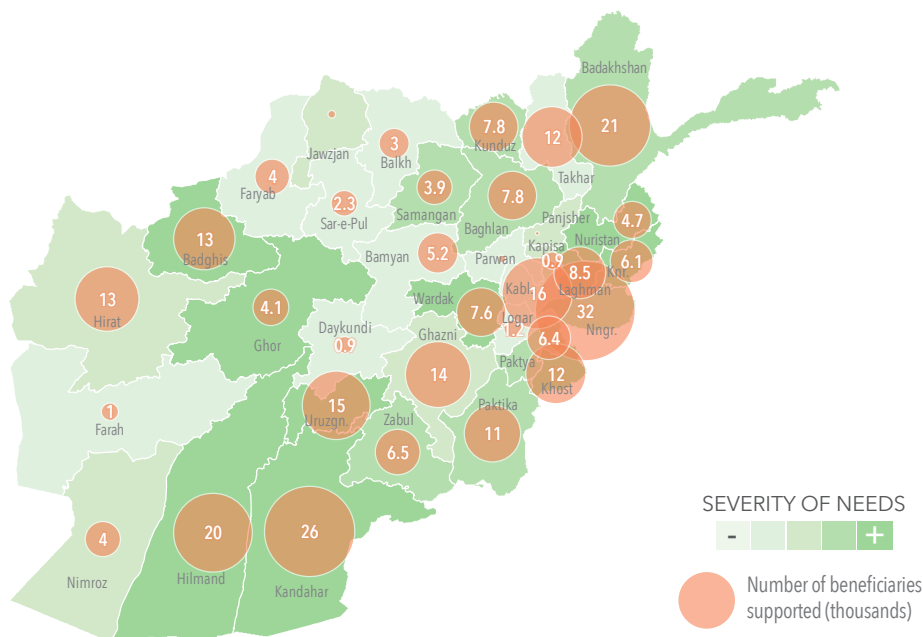 Badakhshan
21
12
7.8
Kunduz
Takhar
Jawzjan
3
Balkh
4
Faryab
2.3
Sar-e-Pul
3.9
Samangan
7.8
Baghlan
Panjsher
4.7
Nuristan
13
Badghis
5.2
Bamyan
Parwan
Kapisa
0.9
6.1
Knr.
8.5
Laghman
Kabl
16
32
Nngr.
13
Hirat
4.1
Ghor
Wardak
7.6
Logar
1.2
6.4
Daykundi
0.9
Ghazni
14
Paktya
12
Khost
1
Farah
15
Uruzgn.
Zabul
6.5
Paktika
11
4
Nimroz
20
Hilmand
26
Kandahar
SEVERITY OF NEEDS
- +
Number of beneficiaries
supported (thousands)